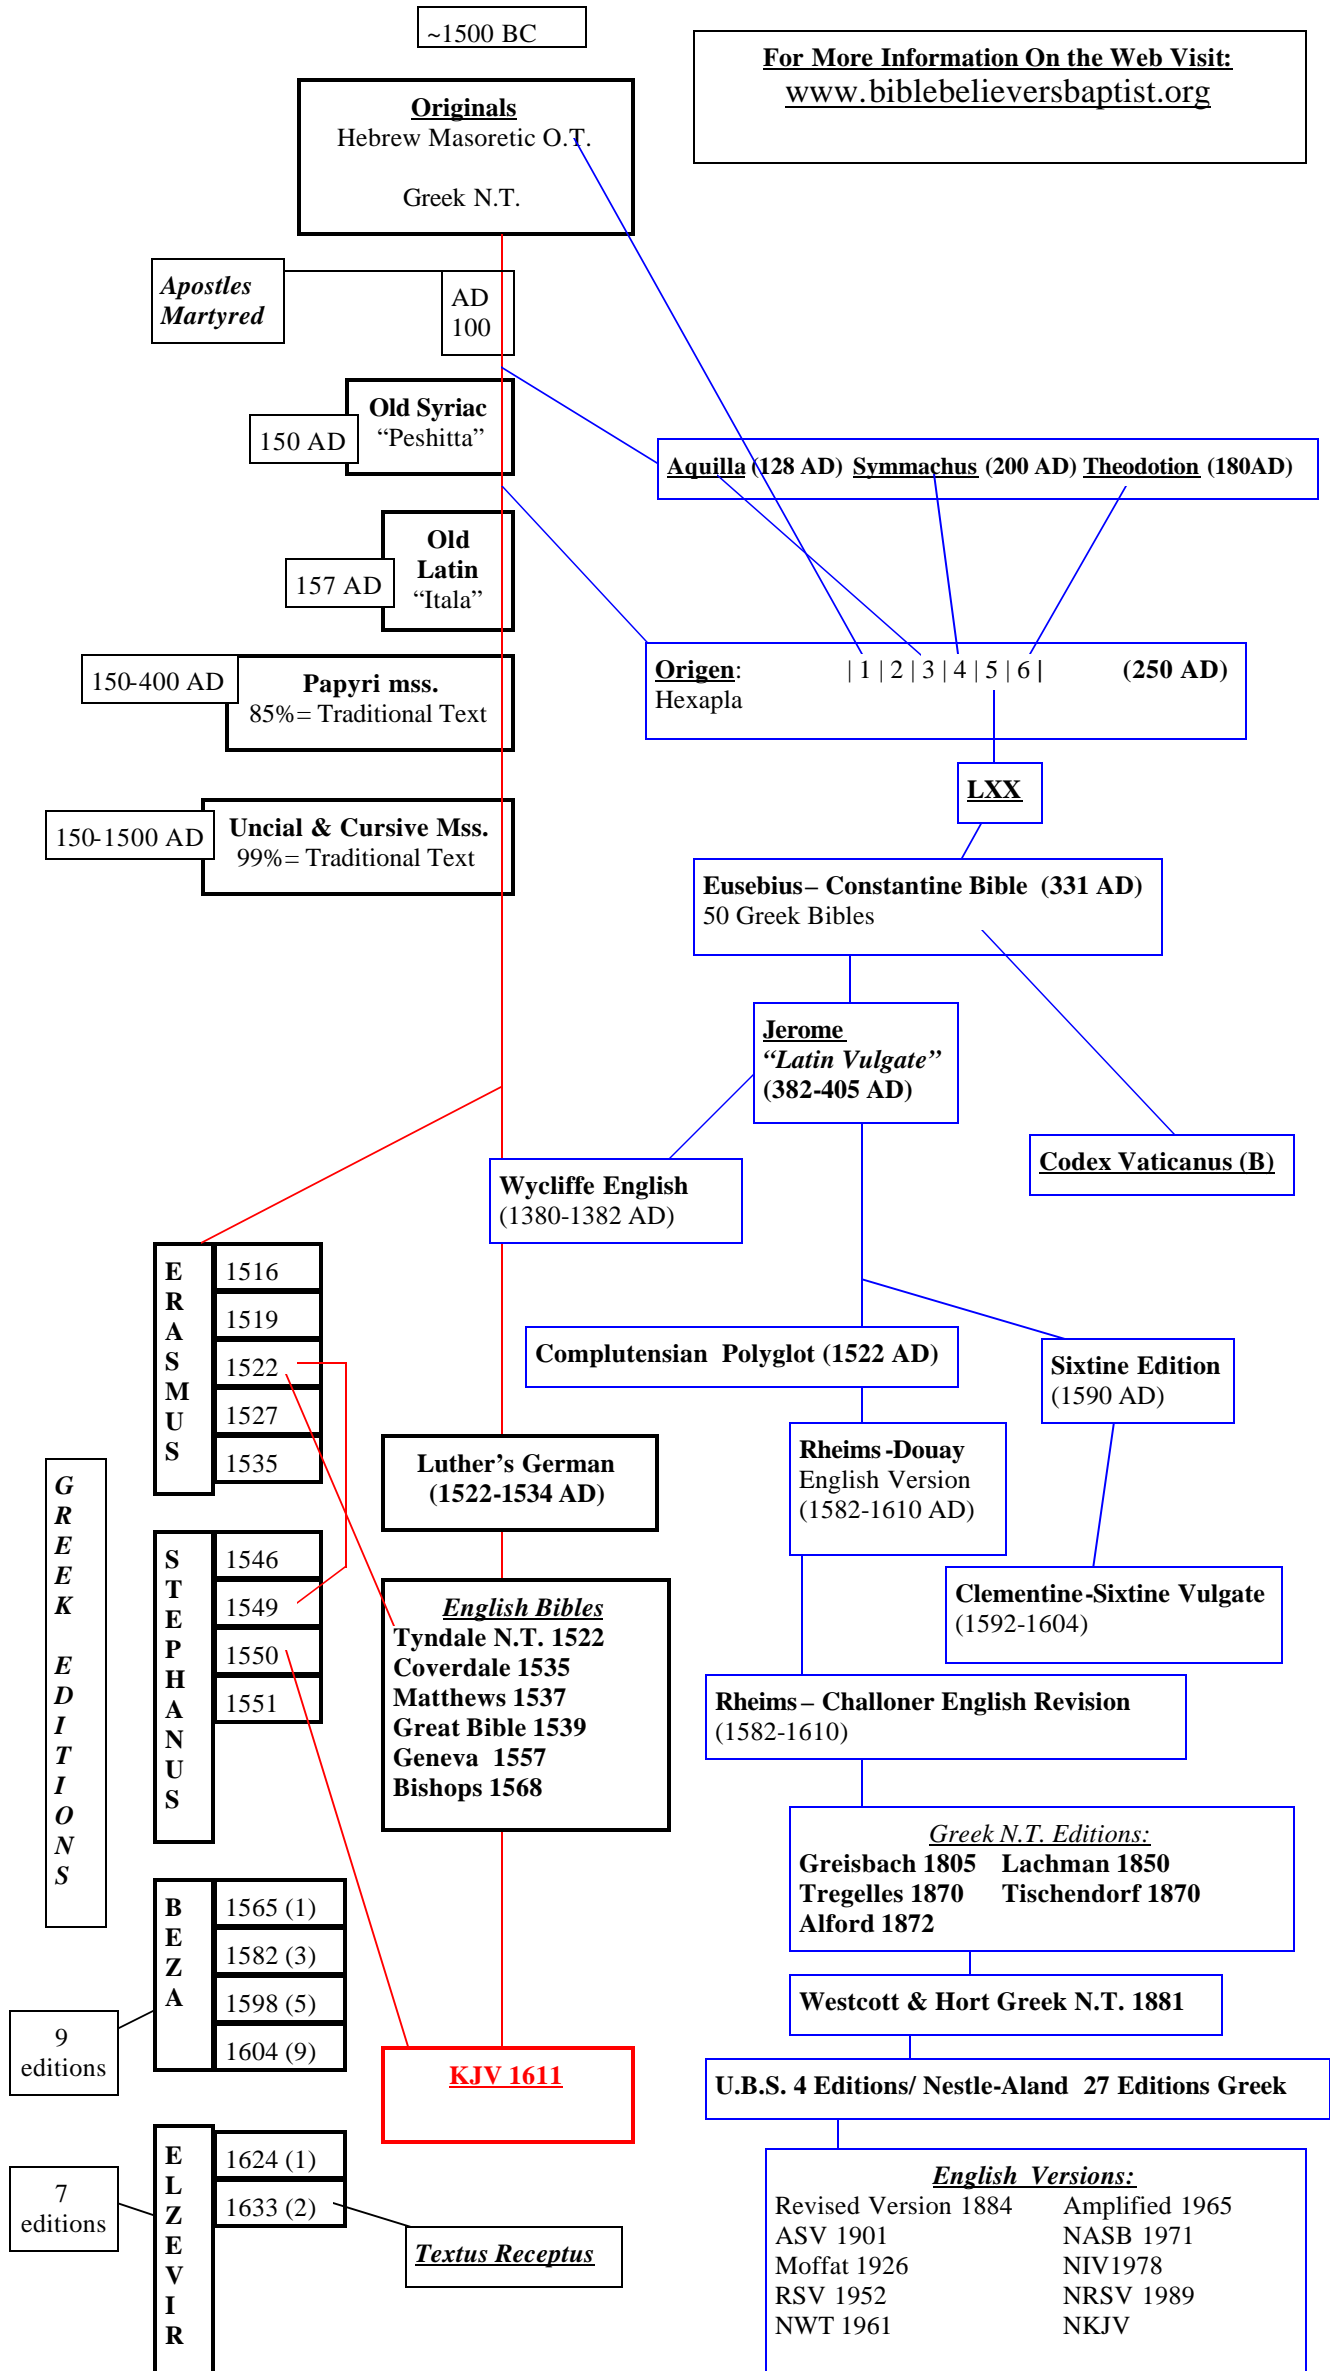 ~1500 BC
For More Information On the Web Visit:
www.biblebelieversbaptist.org
Originals
Hebrew Masoretic O.T.
Greek N.T.
Apostles
Martyred
AD
100
Old Syriac
“Peshitta”
150 AD
Aquilla (128 AD) Symmachus (200 AD) Theodotion (180AD)
Old
Latin
“Itala”
157 AD
Origen: | 1 | 2 | 3 | 4 | 5 | 6 | (250 AD)
Hexapla
150-400 AD
Papyri mss.
85%= Traditional Text
LXX
150-1500 AD
Uncial & Cursive Mss.
99%= Traditional Text
Eusebius– Constantine Bible (331 AD)
50 Greek Bibles
Jerome
“Latin Vulgate”
(382-405 AD)
Codex Vaticanus (B)
Wycliffe English
(1380-1382 AD)
ERASMUS
1516
1519
1522
1527
1535
Complutensian Polyglot (1522 AD)
Sixtine Edition
(1590 AD)
Luther’s German
(1522-1534 AD)
Rheims-Douay
English Version
(1582-1610 AD)
GREEK EDITIONS
STEPHANUS
1546
1549
1550
1551
English Bibles
Tyndale N.T. 1522
Coverdale 1535
Matthews 1537
Great Bible 1539
Geneva 1557
Bishops 1568
Clementine-Sixtine Vulgate
(1592-1604)
Rheims– Challoner English Revision
(1582-1610)
Greek N.T. Editions:
Greisbach 1805 Lachman 1850
Tregelles 1870 Tischendorf 1870
Alford 1872
BEZA
1565 (1)
1582 (3)
1598 (5)
1604 (9)
9
editions
Westcott & Hort Greek N.T. 1881
KJV 1611
U.B.S. 4 Editions/ Nestle-Aland 27 Editions Greek
ELZEVIR
1624 (1)
1633 (2)
7
editions
Textus Receptus
English Versions:
Revised Version 1884 Amplified 1965
ASV 1901 NASB 1971
Moffat 1926 NIV1978
RSV 1952 NRSV 1989
NWT 1961 NKJV